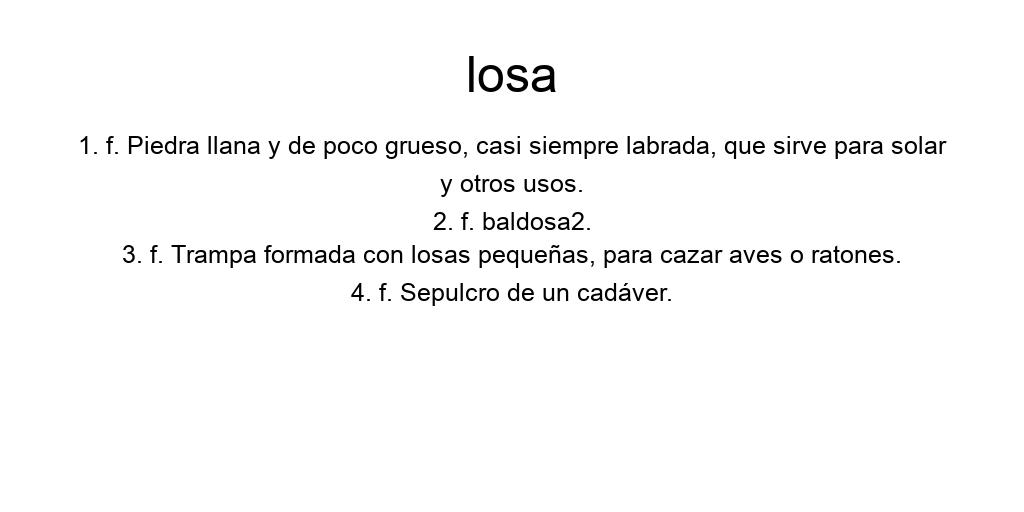 losa
1. f. Piedra llana y de poco grueso, casi siempre labrada, que sirve para solar
y otros usos.
2. f. baldosa2.
3. f. Trampa formada con losas pequeñas, para cazar aves o ratones.
4. f. Sepulcro de un cadáver.